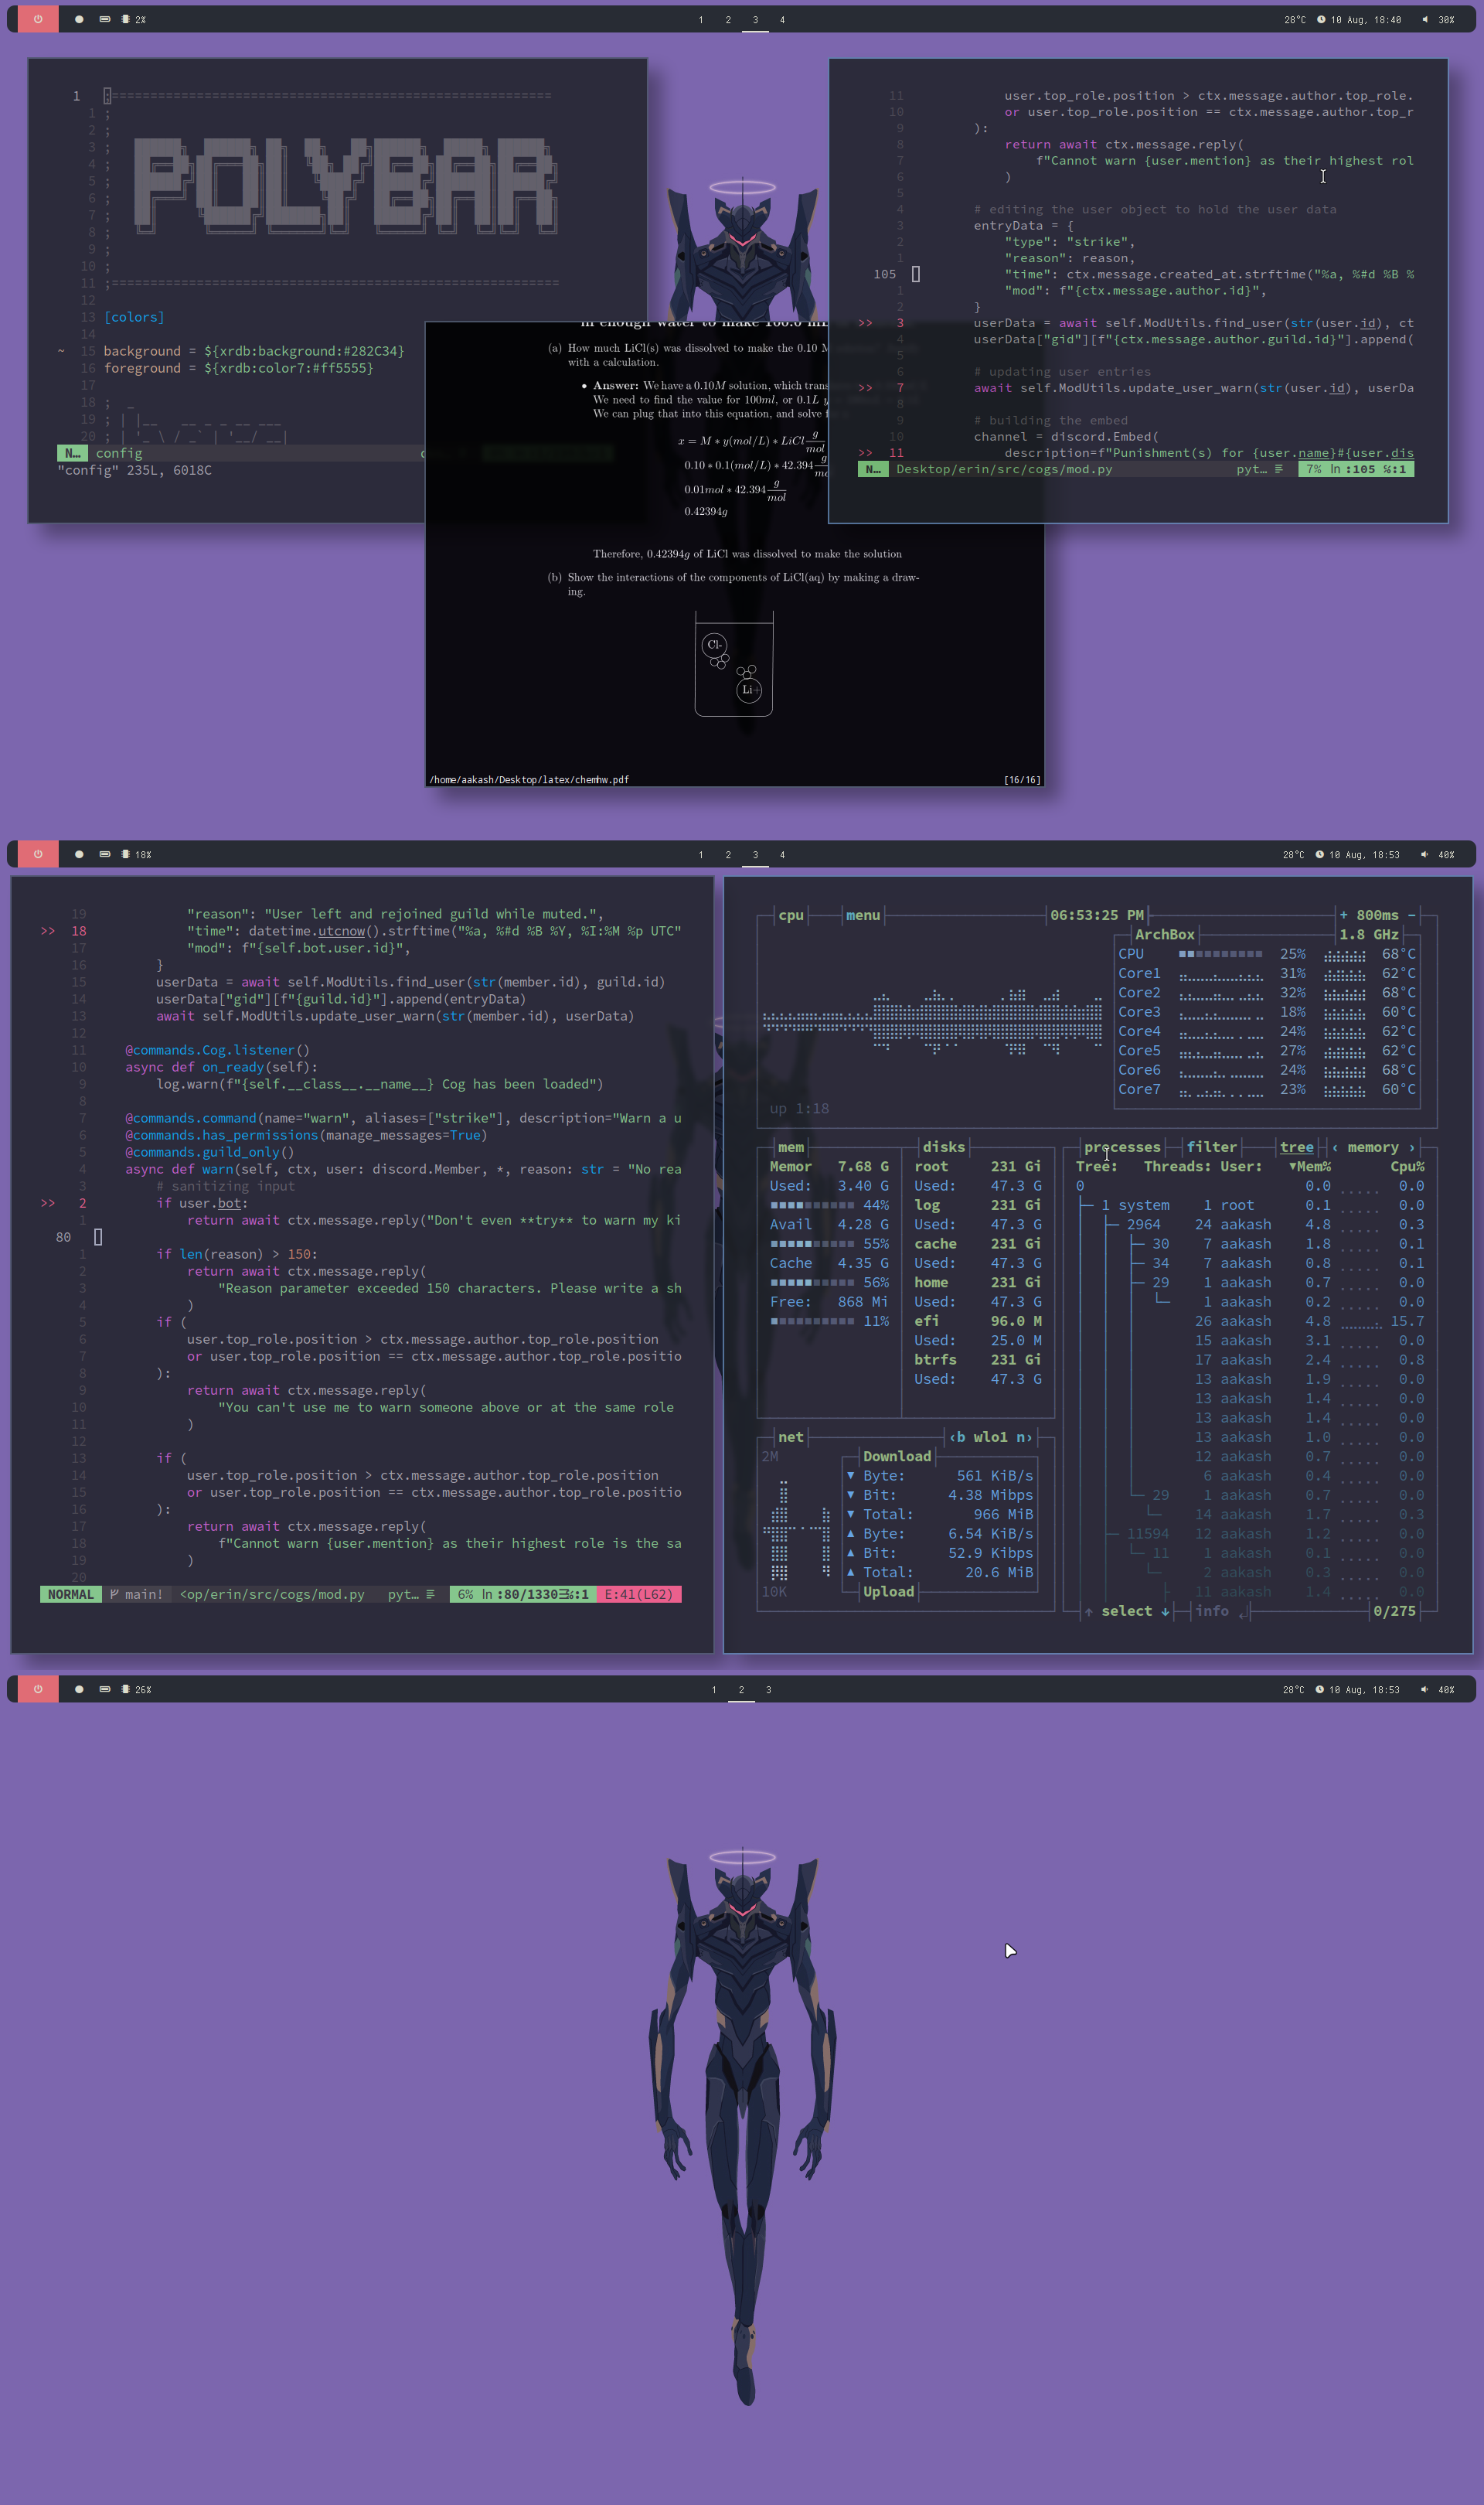 2%
1 2 3 4
28°C 10 Aug, 18:40 30%
1 ;==========================================================
1 ;
2 ;
3 ;
4 ;
5 ;
6 ;
7 ;
8 ;
9 ;
10 ;
11 ;==========================================================
POLYBAR
12
13 [colors]
14
~ 15 background = ${xrdb:background:#282C34}
16 foreground = ${xrdb:color7:#ff5555}
17
18 ;  _
19 ; | |__   __ _ _ __ ___
20 ; | '_ \ / _` | '__/ __|
N… config
"config" 235L, 6018C
11 user.top_role.position > ctx.message.author.top_role.
10 or user.top_role.position == ctx.message.author.top_r
9 ):
8 return await ctx.message.reply(
7 f"Cannot warn {user.mention} as their highest rol
6 )
5
4 # editing the user object to hold the user data
3 entryData = {
2 "type": "strike",
1 "reason": reason,
105 "time": ctx.message.created_at.strftime("%a, %#d %B %
1 "mod": f"{ctx.message.author.id}",
2 }
>> 3 userData = await self.ModUtils.find_user(str(user.id), ct
4 userData["gid"][f"{ctx.message.author.guild.id}"].append(
5
6 # updating user entries
>> 7 await self.ModUtils.update_user_warn(str(user.id), userDa
8
9 # building the embed
10 channel = discord.Embed(
>> 11 description=f"Punishment(s) for {user.name}#{user.dis
N… Desktop/erin/src/cogs/mod.py pyt… 7% ln :105 %:1
in enough water to make 100.0 mL
(a) How much LiCl(s) was dissolved to make the 0.10 M
with a calculation.
• Answer: We have a 0.10M solution, which trans
We need to find the value for 100ml, or 0.1L
We can plug that into this equation, and solve f
x = M * y(mol/L) * LiCl g/mol
0.10 * 0.1(mol/L) * 42.394 g/mo
0.01mol * 42.394 g/mol
0.42394g
Therefore, 0.42394g of LiCl was dissolved to make the solution
(b) Show the interactions of the components of LiCl(aq) by making a draw-
ing.
Cl-
Li+
/home/aakash/Desktop/latex/chemhw.pdf [16/16]
18%
1 2 3 4
28°C 10 Aug, 18:53 40%
19 "reason": "User left and rejoined guild while muted.",
>> 18 "time": datetime.utcnow().strftime("%a, %#d %B %Y, %I:%M %p UTC"
17 "mod": f"{self.bot.user.id}",
16 }
15 userData = await self.ModUtils.find_user(str(member.id), guild.id)
14 userData["gid"][f"{guild.id}"].append(entryData)
13 await self.ModUtils.update_user_warn(str(member.id), userData)
12
11 @commands.Cog.listener()
10 async def on_ready(self):
9 log.warn(f"{self.__class__.__name__} Cog has been loaded")
8
7 @commands.command(name="warn", aliases=["strike"], description="Warn a u
6 @commands.has_permissions(manage_messages=True)
5 @commands.guild_only()
4 async def warn(self, ctx, user: discord.Member, *, reason: str = "No rea
3 # sanitizing input
>> 2 if user.bot:
1 return await ctx.message.reply("Don't even **try** to warn my ki
80
1 if len(reason) > 150:
2 return await ctx.message.reply(
3 "Reason parameter exceeded 150 characters. Please write a sh
4 )
5 if (
6 user.top_role.position > ctx.message.author.top_role.position
7 or user.top_role.position == ctx.message.author.top_role.positio
8 ):
9 return await ctx.message.reply(
10 "You can't use me to warn someone above or at the same role
11 )
12
13 if (
14 user.top_role.position > ctx.message.author.top_role.position
15 or user.top_role.position == ctx.message.author.top_role.positio
16 ):
17 return await ctx.message.reply(
18 f"Cannot warn {user.mention} as their highest role is the sa
19 )
20
NORMAL main! <op/erin/src/cogs/mod.py pyt… 6% ln :80/1330 %:1 E:41(L62)
cpu menu 06:53:25 PM + 800ms -
ArchBox 1.8 GHz
CPU 25% 68°C
Core1 31% 62°C
Core2 32% 68°C
Core3 18% 60°C
Core4 24% 62°C
Core5 27% 62°C
Core6 24% 68°C
Core7 23% 60°C
up 1:18
mem
Memor 7.68 G
Used: 3.40 G
44%
Avail 4.28 G
55%
Cache 4.35 G
56%
Free: 868 Mi
11%
disks
root 231 Gi
Used: 47.3 G
log 231 Gi
Used: 47.3 G
cache 231 Gi
Used: 47.3 G
home 231 Gi
Used: 47.3 G
efi 96.0 M
Used: 25.0 M
btrfs 231 Gi
Used: 47.3 G
net ‹b wlo1 n›
2M
Download
▼ Byte: 561 KiB/s
▼ Bit: 4.38 Mibps
▼ Total: 966 MiB
▲ Byte: 6.54 KiB/s
▲ Bit: 52.9 Kibps
▲ Total: 20.6 MiB
10K
Upload
processes filter tree ‹ memory ›
Tree: Threads: User: ▼Mem% Cpu%
0 0.0 0.0
1 system 1 root 0.1 0.0
2964 24 aakash 4.8 0.3
30 7 aakash 1.8 0.1
34 7 aakash 0.8 0.1
29 1 aakash 0.7 0.0
1 aakash 0.2 0.0
26 aakash 4.8 15.7
15 aakash 3.1 0.0
17 aakash 2.4 0.8
13 aakash 1.9 0.0
13 aakash 1.4 0.0
13 aakash 1.4 0.0
13 aakash 1.0 0.0
12 aakash 0.7 0.0
6 aakash 0.4 0.0
29 1 aakash 0.7 0.0
14 aakash 1.7 0.3
11594 12 aakash 1.2 0.0
11 1 aakash 0.1 0.0
2 aakash 0.3 0.0
11 aakash 1.4 0.0
↑ select ↓ info ↲ 0/275
26%
1 2 3
28°C 10 Aug, 18:53 40%